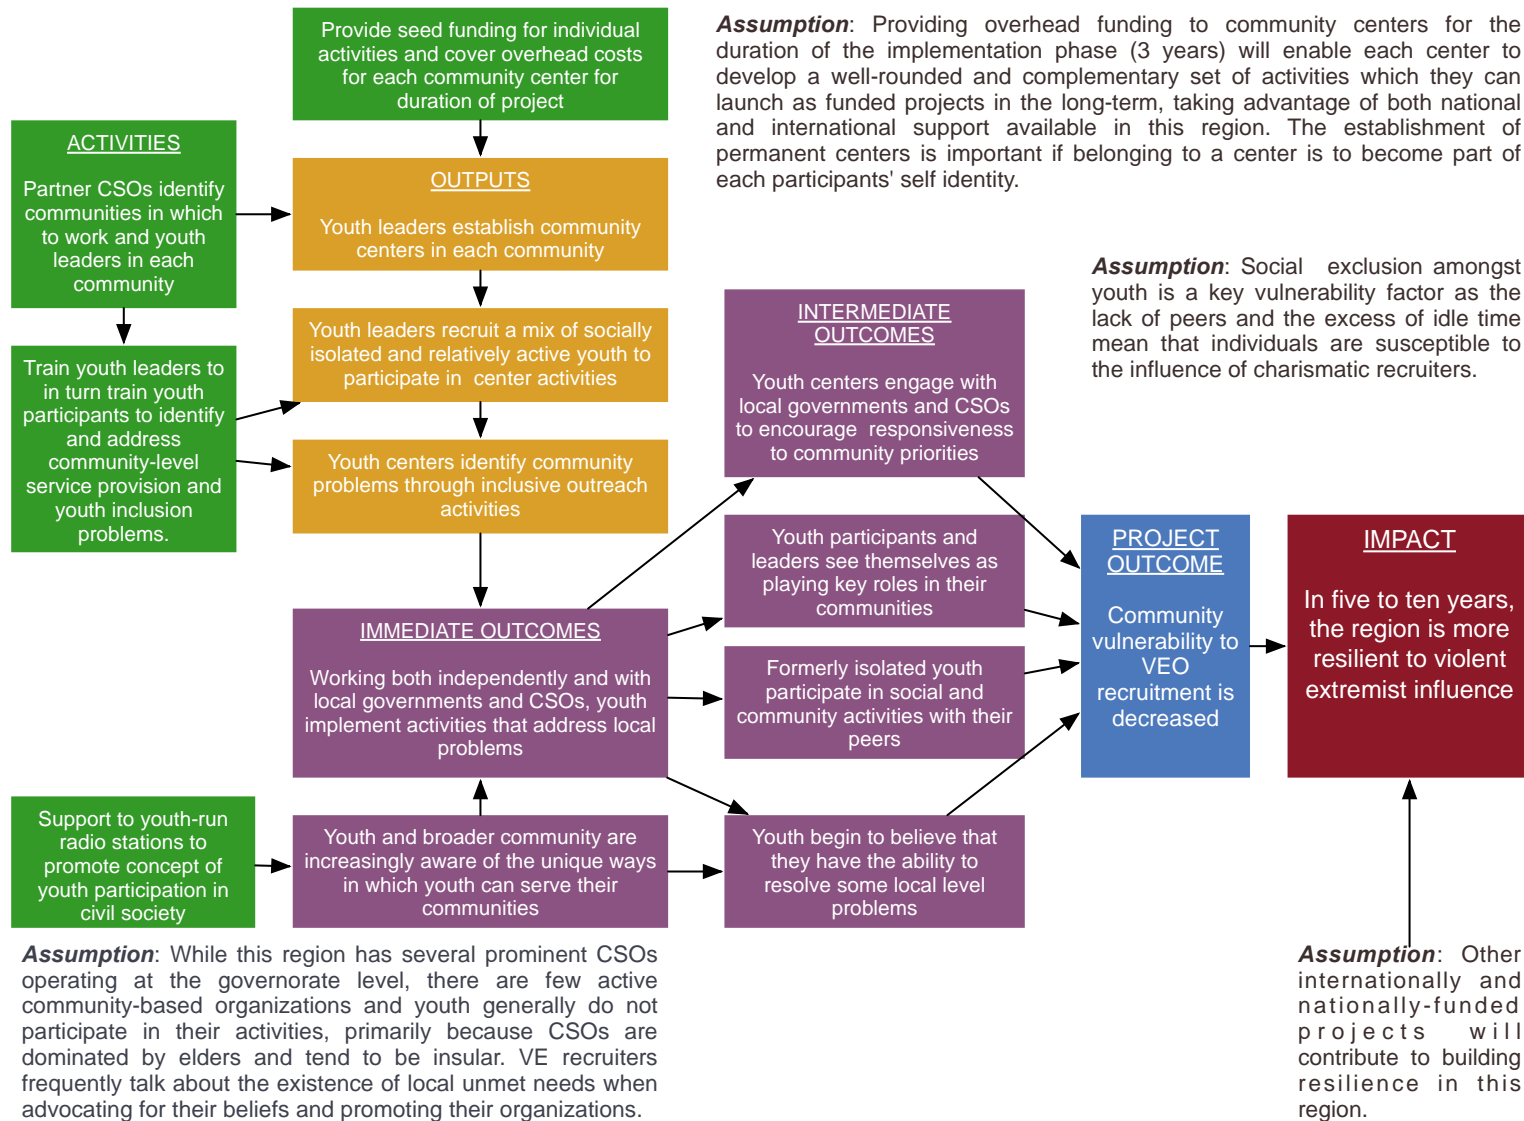 Provide seed funding for individual
activities and cover overhead costs
for each community center for
duration of project
Assumption: Providing overhead funding to community centers for the
duration of the implementation phase (3 years) will enable each center to
develop a well-rounded and complementary set of activities which they can
launch as funded projects in the long-term, taking advantage of both national
and international support available in this region. The establishment of
permanent centers is important if belonging to a center is to become part of
each participants' self identity.
ACTIVITIES
Partner CSOs identify
communities in which
to work and youth
leaders in each
community
OUTPUTS
Youth leaders establish community
centers in each community
Assumption: Social exclusion amongst
youth is a key vulnerability factor as the
lack of peers and the excess of idle time
mean that individuals are susceptible to
the influence of charismatic recruiters.
Train youth leaders to
in turn train youth
participants to identify
and address
community-level
service provision and
youth inclusion
problems.
Youth leaders recruit a mix of socially
isolated and relatively active youth to
participate in center activities
Youth centers identify community
problems through inclusive outreach
activities
INTERMEDIATE
OUTCOMES
Youth centers engage with
local governments and CSOs
to encourage responsiveness
to community priorities
Youth participants and
leaders see themselves as
playing key roles in their
communities
PROJECT
OUTCOME
Community
vulnerability to
VEO
recruitment is
decreased
IMPACT
In five to ten years,
the region is more
resilient to violent
extremist influence
IMMEDIATE OUTCOMES
Working both independently and with
local governments and CSOs, youth
implement activities that address local
problems
Formerly isolated youth
participate in social and
community activities with their
peers
Support to youth-run
radio stations to
promote concept of
youth participation in
civil society
Youth and broader community are
increasingly aware of the unique ways
in which youth can serve their
communities
Youth begin to believe that
they have the ability to
resolve some local level
problems
Assumption: While this region has several prominent CSOs
operating at the governorate level, there are few active
community-based organizations and youth generally do not
participate in their activities, primarily because CSOs are
dominated by elders and tend to be insular. VE recruiters
frequently talk about the existence of local unmet needs when
advocating for their beliefs and promoting their organizations.
Assumption: Other
internationally and
nationally-funded
projects will
contribute to building
resilience in this
region.